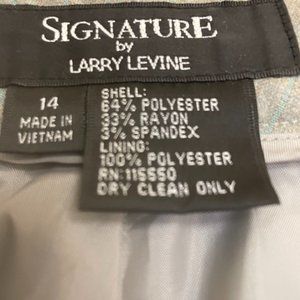 SIGNATURE
by
LARRY LEVINE
14
MADE IN
VIETNAM
SHELL:
64% POLYESTER
33% RAYON
3% SPANDEX
LINING:
100% POLYESTER
RN:115550
DRY CLEAN ONLY